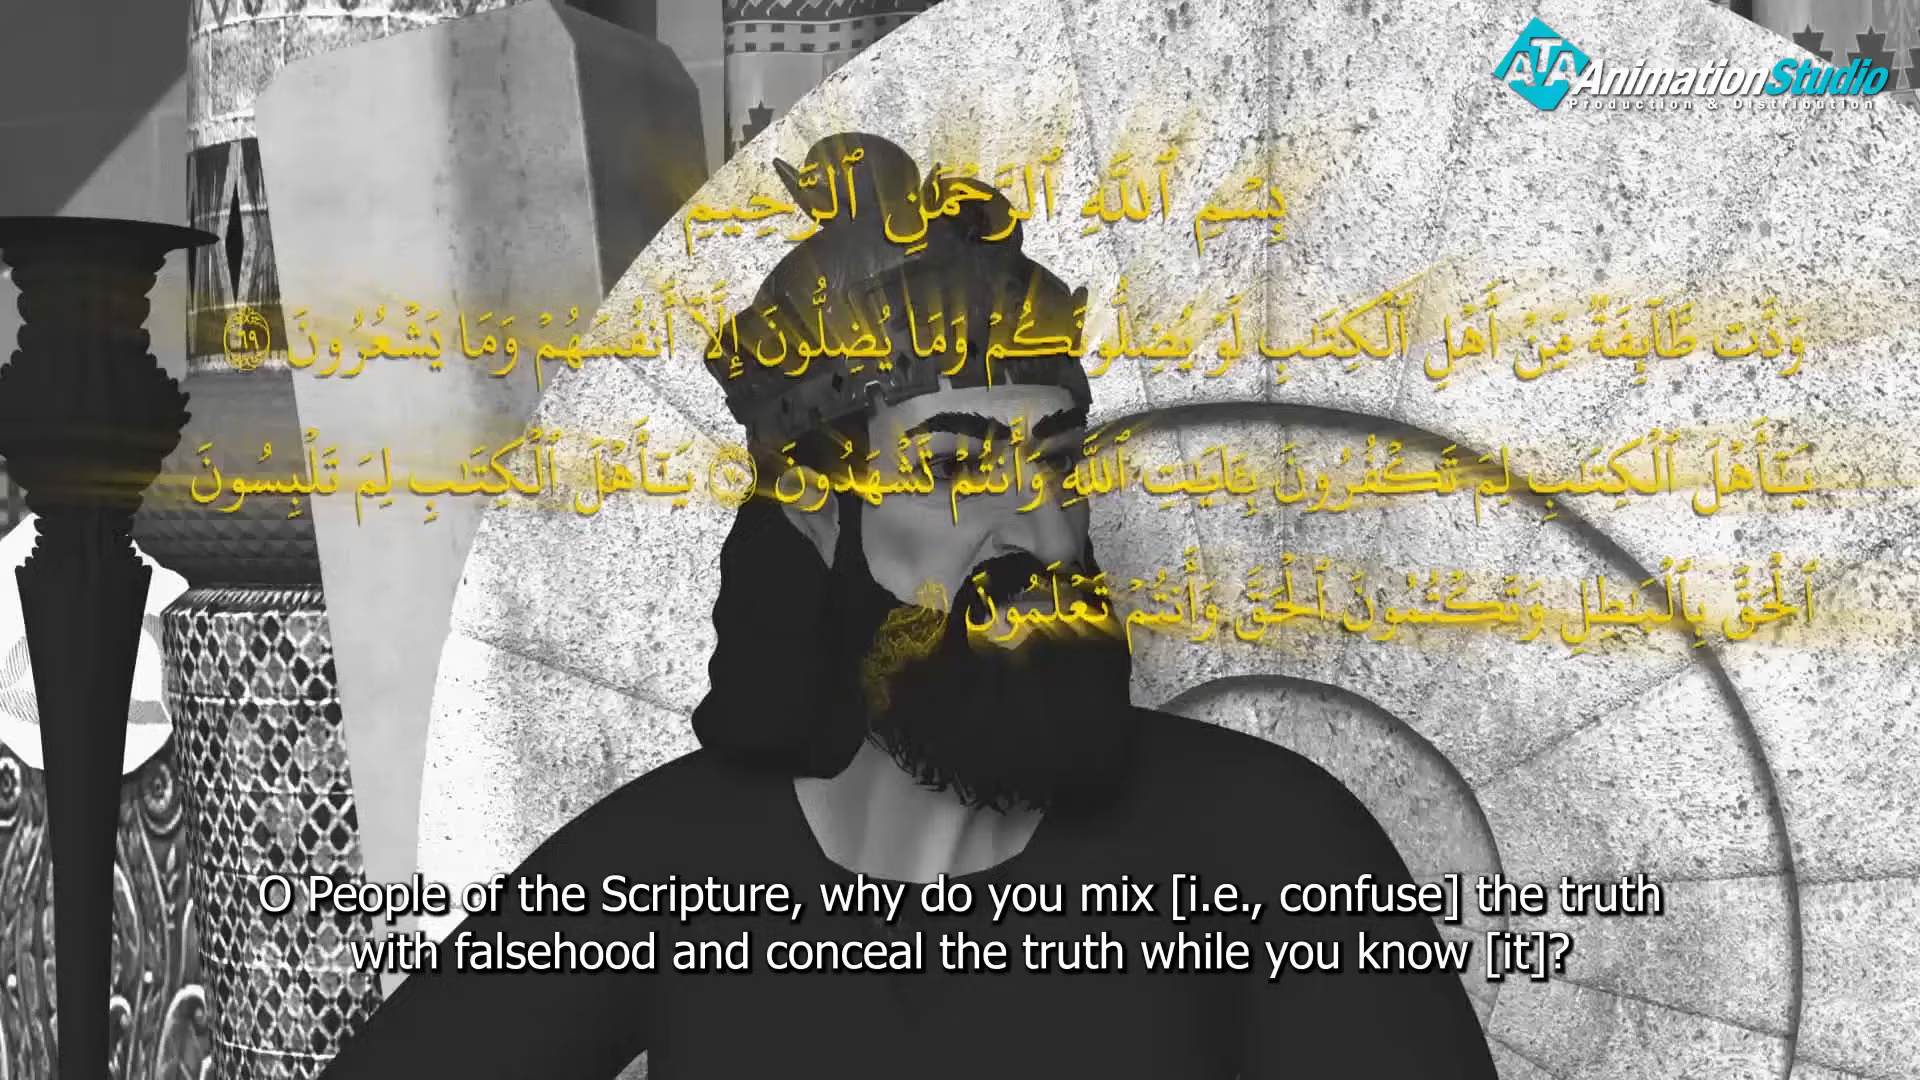 ATA AnimationStudio
Production & Distribution
بِسْمِ ٱللَّهِ ٱلرَّحْمَٰنِ ٱلرَّحِيمِ
وَدَّت طَّآئِفَةٌ مِّنْ أَهْلِ ٱلْكِتَٰبِ لَوْ يُضِلُّونَكُمْ وَمَا يُضِلُّونَ إِلَّآ أَنفُسَهُمْ وَمَا يَشْعُرُونَ ٦٩
يَٰٓأَهْلَ ٱلْكِتَٰبِ لِمَ تَكْفُرُونَ بِـَٔايَٰتِ ٱللَّهِ وَأَنتُمْ تَشْهَدُونَ ٧٠ يَٰٓأَهْلَ ٱلْكِتَٰبِ لِمَ تَلْبِسُونَ
ٱلْحَقَّ بِٱلْبَٰطِلِ وَتَكْتُمُونَ ٱلْحَقَّ وَأَنتُمْ تَعْلَمُونَ
O People of the Scripture, why do you mix [i.e., confuse] the truth
with falsehood and conceal the truth while you know [it]?